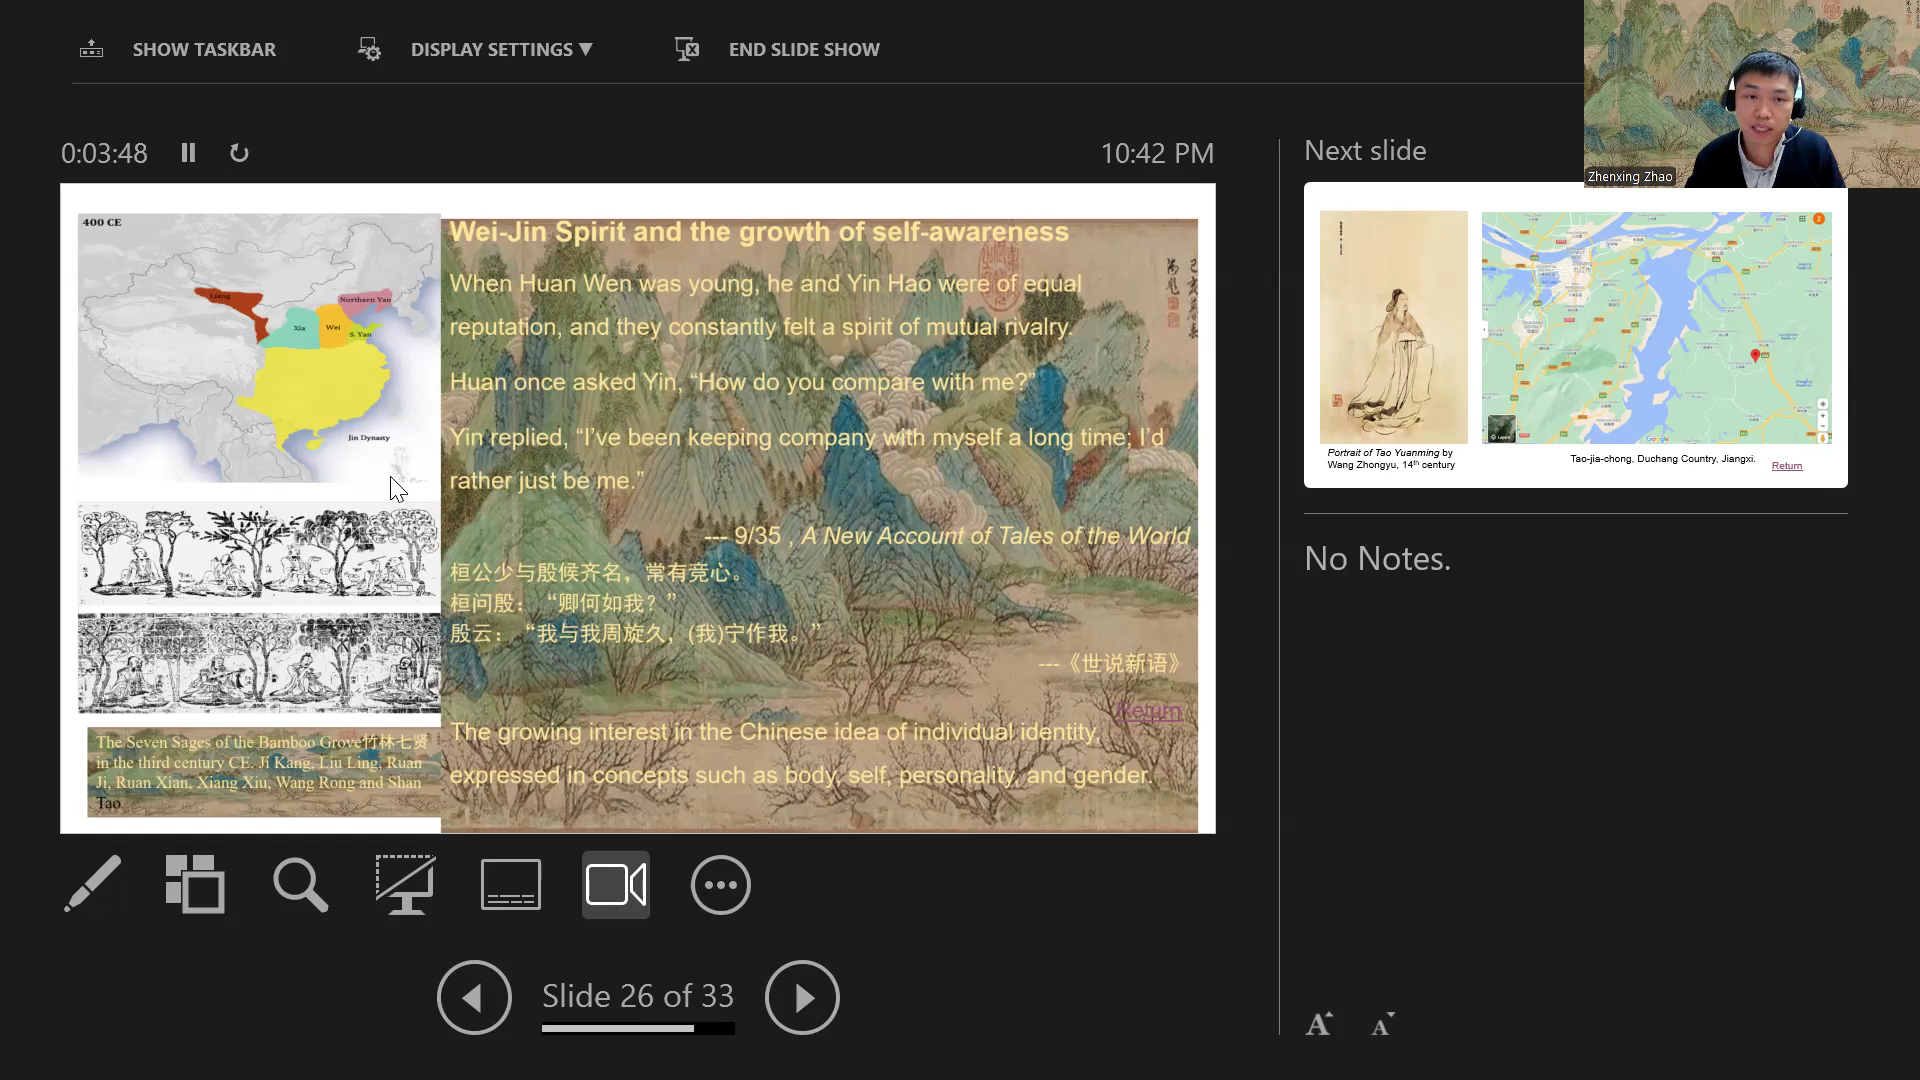 SHOW TASKBAR
DISPLAY SETTINGS ▼
END SLIDE SHOW
0:03:48
10:42 PM
Next slide
Zhenxing Zhao
400 CE
Liang
Northern Yan
Xia
Wei
S. Yan
Jin Dynasty
The Seven Sages of the Bamboo Grove竹林七贤
in the third century CE. Ji Kang, Liu Ling, Ruan
Ji, Ruan Xian, Xiang Xiu, Wang Rong and Shan
Tao
Wei-Jin Spirit and the growth of self-awareness
When Huan Wen was young, he and Yin Hao were of equal
reputation, and they constantly felt a spirit of mutual rivalry.
Huan once asked Yin, “How do you compare with me?”
Yin replied, “I’ve been keeping company with myself a long time; I’d
rather just be me.”
--- 9/35 , A New Account of Tales of the World
桓公少与殷候齐名，常有竞心。
桓问殷：“卿何如我？”
殷云：“我与我周旋久，(我)宁作我。”
---《世说新语》
Return
The growing interest in the Chinese idea of individual identity,
expressed in concepts such as body, self, personality, and gender.
Portrait of Tao Yuanming by
Wang Zhongyu, 14th century
Google
Tao-jia-chong, Duchang Country, Jiangxi.
Return
No Notes.
Slide 26 of 33
A A